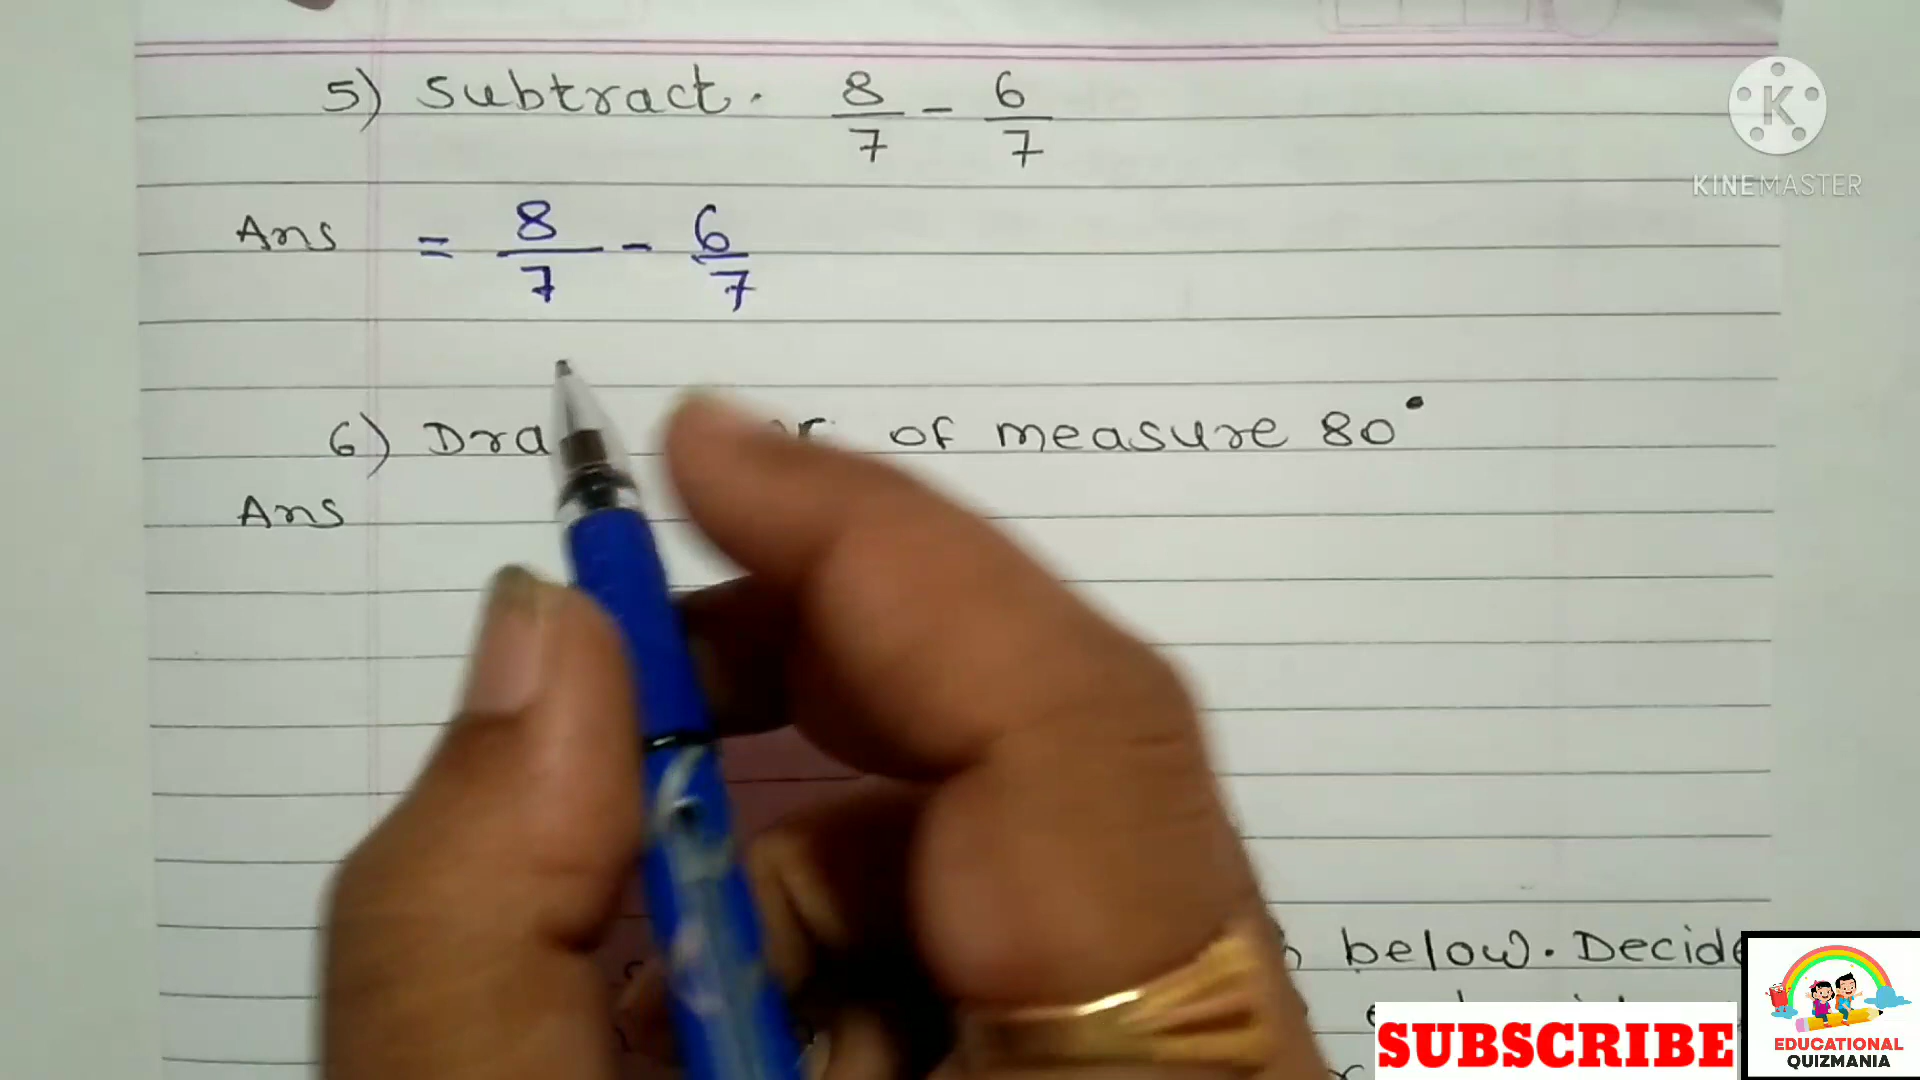 5) Subtract. 8/7 - 6/7
Ans = 8/7 - 6/7
6) of measure 80°
Ans
below. Decide
KINEMASTER
SUBSCRIBE
EDUCATIONAL
QUIZMANIA